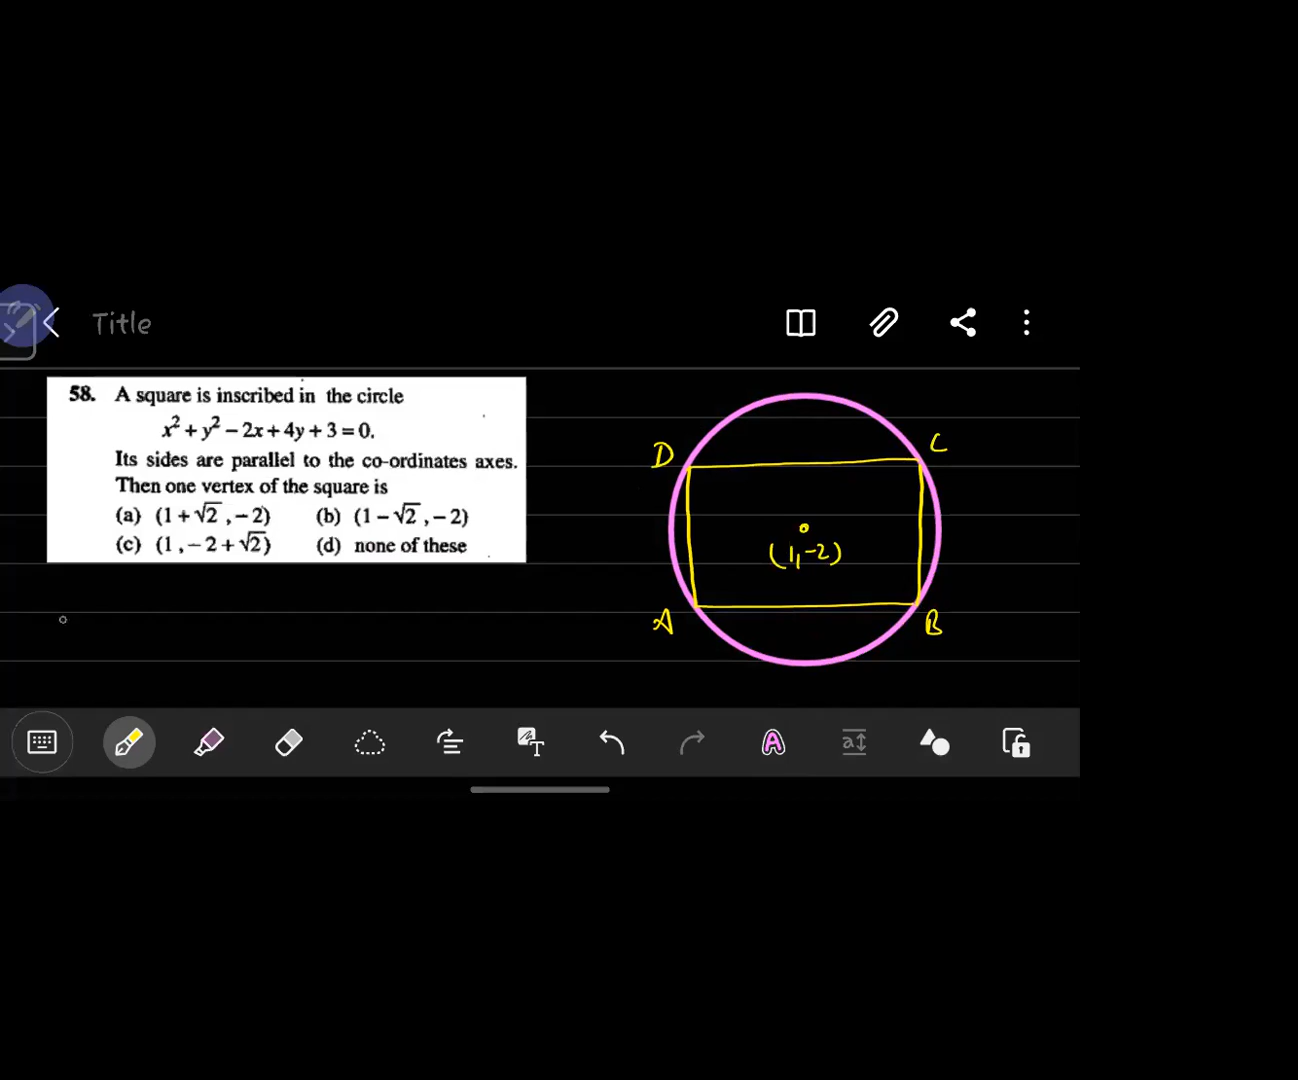 Title
58. A square is inscribed in the circle
x² + y² – 2x + 4y + 3 = 0.
Its sides are parallel to the co-ordinates axes.
Then one vertex of the square is
(a) (1 + √2 , – 2) (b) (1 – √2 , – 2)
(c) (1 , – 2 + √2) (d) none of these
D C
(1,-2)
A B
A a
T